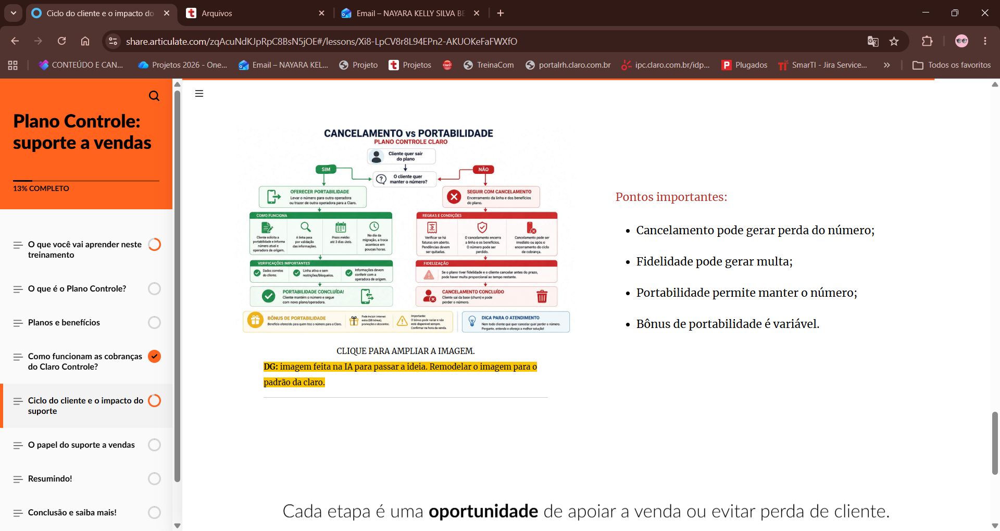 Ciclo do cliente e o impacto do
Arquivos
Email – NAYARA KELLY SILVA BE
share.articulate.com/zqAcuNdKJpRpC8BsN5jOE#/lessons/Xi8-LpCV8r8L94EPn2-AKUOKeFaFWXfO
CONTEÚDO E CAN...
Projetos 2026 - One...
Email – NAYARA KEL...
Projeto
Projetos
Claro
TreinaCom
portalrh.claro.com.br
ipc.claro.com.br/idp...
Plugados
SmarTI - Jira Service...
Todos os favoritos
Plano Controle:
suporte a vendas
13% COMPLETO
O que você vai aprender neste
treinamento
O que é o Plano Controle?
Planos e benefícios
Como funcionam as cobranças
do Claro Controle?
Ciclo do cliente e o impacto do
suporte
O papel do suporte a vendas
Resumindo!
Conclusão e saiba mais!
CANCELAMENTO vs PORTABILIDADE
PLANO CONTROLE CLARO
Cliente quer sair
do plano
SIM
NÃO
O cliente quer
manter o número?
OFERECER PORTABILIDADE
Levar o número para outra operadora
ou trazer de outra operadora para a Claro.
SEGUIR COM CANCELAMENTO
Encerramento da linha e dos benefícios
do plano.
COMO FUNCIONA
Cliente solicita a
portabilidade e informa
número atual e
operadora de origem.
A linha pasa
por validação
das informações.
Prazo médio:
até 3 dias úteis.
No dia da
migração, a troca
acontece em
poucas horas.
REGRAS E CONDIÇÕES
Verificar se há
faturas em aberto.
Pendências devem
ser quitadas.
O cancelamento encerra
a linha e os benefícios.
O número pode ser
perdido.
Cancelamento pode ser
imediato ou após o
encerramento do ciclo
de cobrança.
VERIFICAÇÕES IMPORTANTES
Dados corretos
do cliente.
Linha ativa e sem
restrições/bloqueios.
Informações devem
conferir com a
operadora de origem.
FIDELIZAÇÃO
Se o plano tiver fidelidade e o cliente cancelar antes do prazo,
pode haver multa proporcional ao tempo restante.
PORTABILIDADE CONCLUÍDA!
Cliente mantém o número e segue
com novo plano/operadora.
CANCELAMENTO CONCLUÍDO
Cliente sai da base (churn) e pode
perder o número.
BÔNUS DE PORTABILIDADE
Benefício oferecido para quem traz o número para a Claro.
Pode incluir: internet
extra (GB bônus),
promoções e descontos.
Importante:
O bônus pode variar e não
está disponível sempre.
Confirmar na hora da venda.
DICA PARA O ATENDIMENTO
Nem todo cliente que quer cancelar quer perder o número.
Pergunte, entenda e ofereça a melhor solução!
CLIQUE PARA AMPLIAR A IMAGEM.
DG: imagem feita na IA para passar a ideia. Remodelar o imagem para o
padrão da claro.
Pontos importantes:
Cancelamento pode gerar perda do número;
Fidelidade pode gerar multa;
Portabilidade permite manter o número;
Bônus de portabilidade é variável.
Cada etapa é uma oportunidade de apoiar a venda ou evitar perda de cliente.